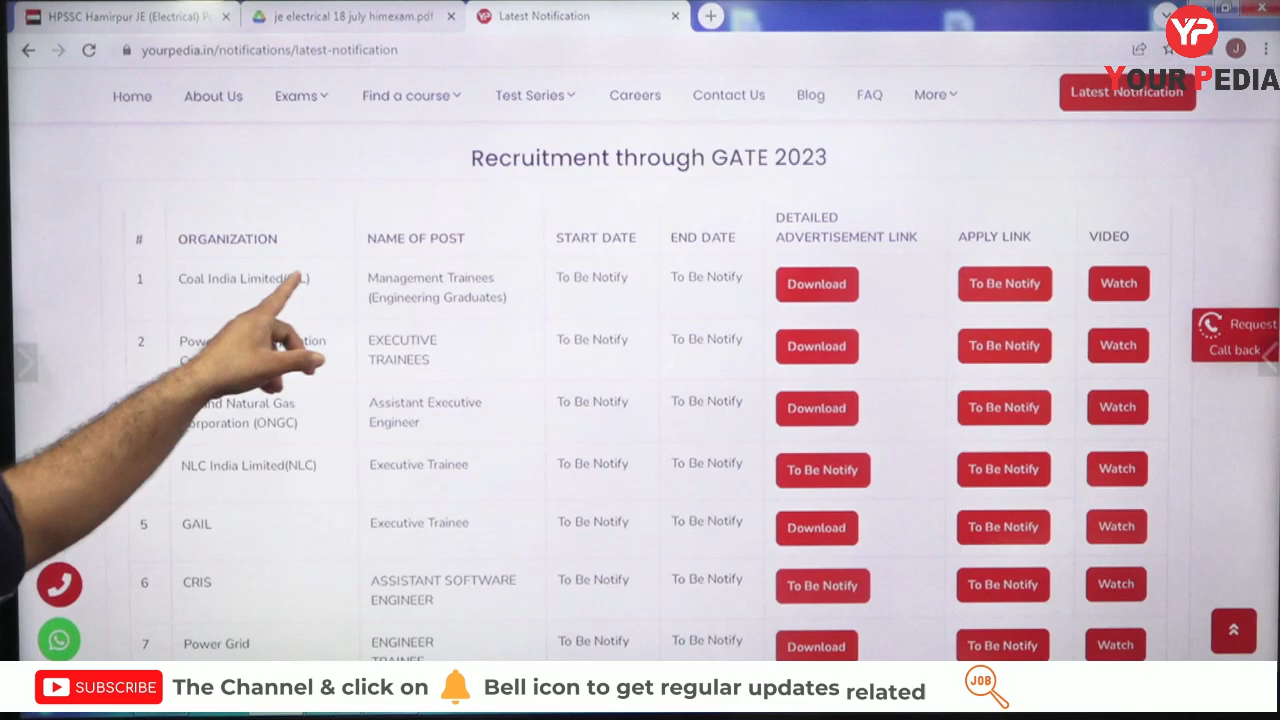 HPSSC Hamirpur JE (Electrical)
je electrical 18 july himexam.pdf
Latest Notification
yourpedia.in/notifications/latest-notification
J
YP
YOUR PEDIA
Home About Us Exams Find a course Test Series Careers Contact Us Blog FAQ More Latest Notification
Recruitment through GATE 2023
# ORGANIZATION NAME OF POST START DATE END DATE DETAILED ADVERTISEMENT LINK APPLY LINK VIDEO
1 Coal India Management Trainees To Be Notify To Be Notify Download To Be Notify Watch
(Engineering Graduates)
2 EXECUTIVE To Be Notify To Be Notify Download To Be Notify Watch
TRAINEES
Request
Call back
Natural Gas Assistant Executive To Be Notify To Be Notify Download To Be Notify Watch
(ONGC) Engineer
NLC India Limited(NLC) Executive Trainee To Be Notify To Be Notify To Be Notify To Be Notify Watch
5 GAIL Executive Trainee To Be Notify To Be Notify Download To Be Notify Watch
6 CRIS ASSISTANT SOFTWARE To Be Notify To Be Notify To Be Notify To Be Notify Watch
ENGINEER
7 Power Grid ENGINEER To Be Notify To Be Notify Download To Be Notify Watch
SUBSCRIBE The Channel & click on Bell icon to get regular updates related
JOB